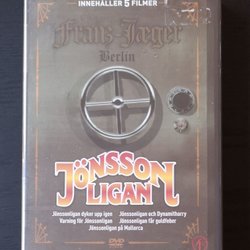 INNEHÅLLER 5 FILMER
Franz Jæger
Berlin
JÖNSSON
LIGAN
Jönssonligan dyker upp igen Jönssonligan och Dynamitharry
Varning för Jönssonligan Jönssonligan får guldfeber
Jönssonligan på Mallorca
DVD